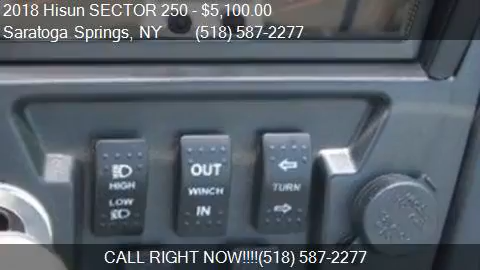 2018 Hisun SECTOR 250 - $5,100.00
Saratoga Springs, NY (518) 587-2277
HIGH
LOW
OUT
WINCH
IN
TURN
CALL RIGHT NOW!!!!(518) 587-2277